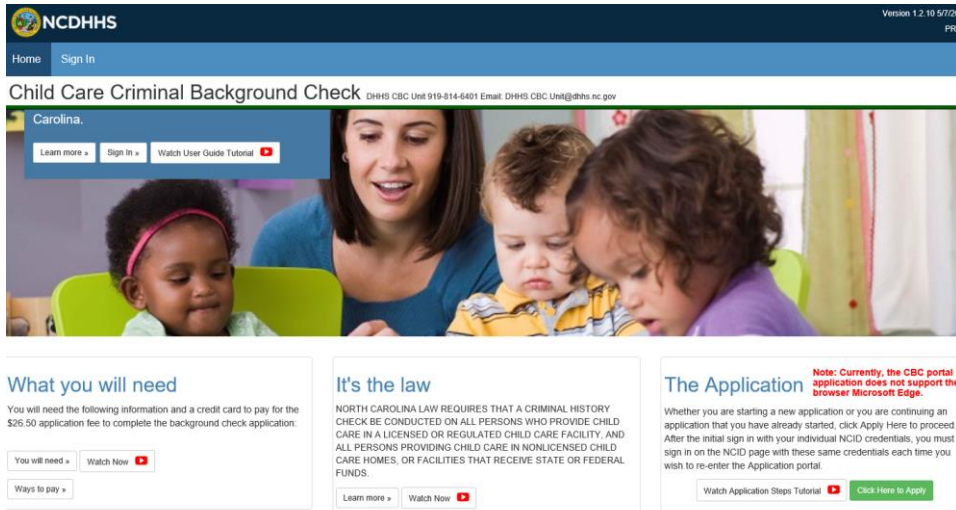 NCDHHS
Version 1.2.10 5/7/20
PR
Home Sign In
Child Care Criminal Background Check DHHS CBC Unit 919-814-6401 Email: DHHS.CBC.Unit@dhhs.nc.gov
Carolina.
Learn more » Sign In » Watch User Guide Tutorial
What you will need
You will need the following information and a credit card to pay for the
$26.50 application fee to complete the background check application:
You will need » Watch Now
Ways to pay »
It's the law
NORTH CAROLINA LAW REQUIRES THAT A CRIMINAL HISTORY
CHECK BE CONDUCTED ON ALL PERSONS WHO PROVIDE CHILD
CARE IN A LICENSED OR REGULATED CHILD CARE FACILITY, AND
ALL PERSONS PROVIDING CHILD CARE IN NONLICENSED CHILD
CARE HOMES, OR FACILITIES THAT RECEIVE STATE OR FEDERAL
FUNDS.
Learn more » Watch Now
The Application
Note: Currently, the CBC portal
application does not support the
browser Microsoft Edge.
Whether you are starting a new application or you are continuing an
application that you have already started, click Apply Here to proceed.
After the initial sign in with your individual NCID credentials, you must
sign in on the NCID page with these same credentials each time you
wish to re-enter the Application portal.
Watch Application Steps Tutorial Click Here to Apply